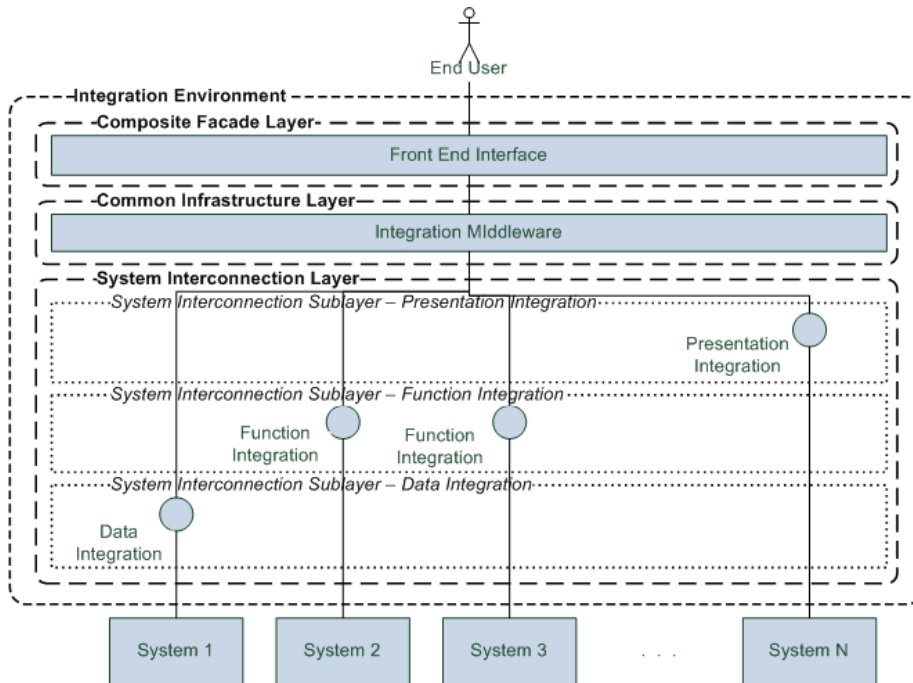 End User
Integration Environment
Composite Facade Layer
Front End Interface
Common Infrastructure Layer
Integration MIddleware
System Interconnection Layer
System Interconnection Sublayer – Presentation Integration
Presentation
Integration
System Interconnection Sublayer – Function Integration
Function
Integration
Function
Integration
System Interconnection Sublayer – Data Integration
Data
Integration
System 1
System 2
System 3
. . .
System N